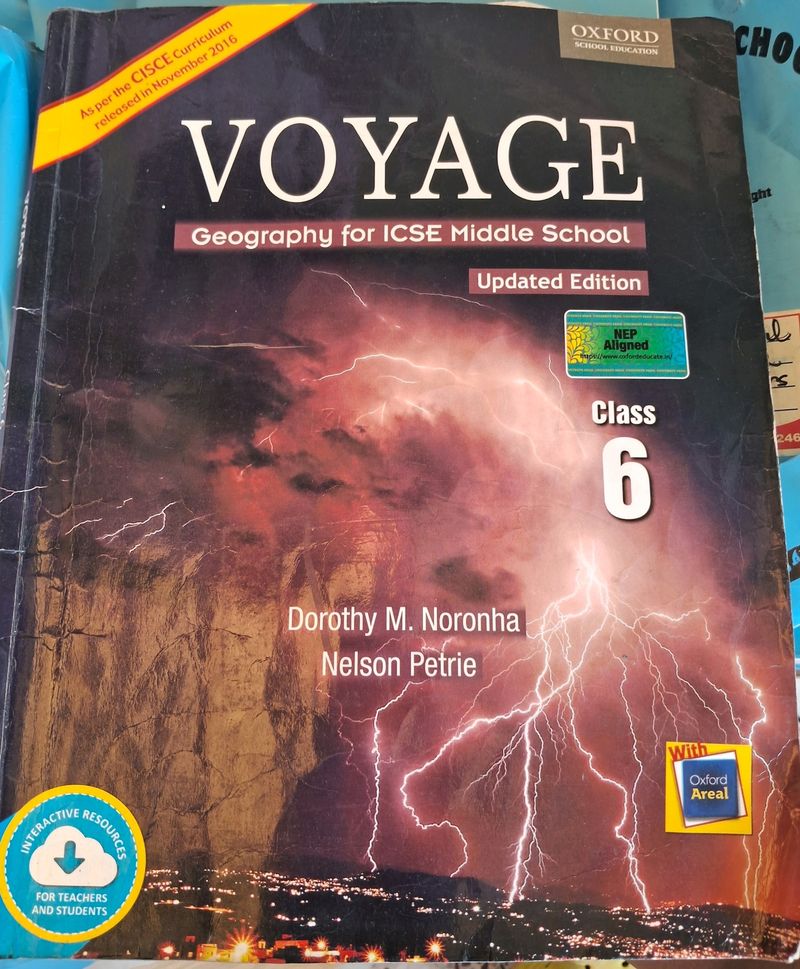 As per the CISCE Curriculum
released in November 2016
OXFORD
SCHOOL EDUCATION
VOYAGE
Geography for ICSE Middle School
Updated Edition
NEP
Aligned
https://www.oxfordeducate.in/
Class
6
Dorothy M. Noronha
Nelson Petrie
With
Oxford
Areal
INTERACTIVE RESOURCES
FOR TEACHERS
AND STUDENTS